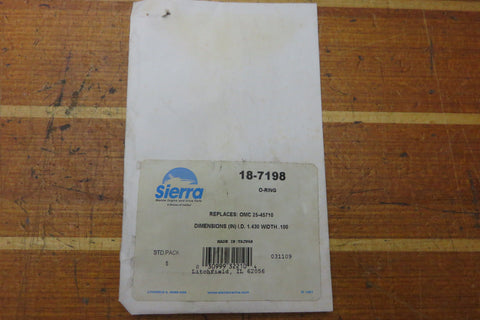 Sierra
18-7198
O-RING
REPLACES: OMC 25-45710
DIMENSIONS (IN) I.D. 1.430 WIDTH .100
MADE IN TAIWAN
STD.PACK
5
031109
Litchfield, IL 62056